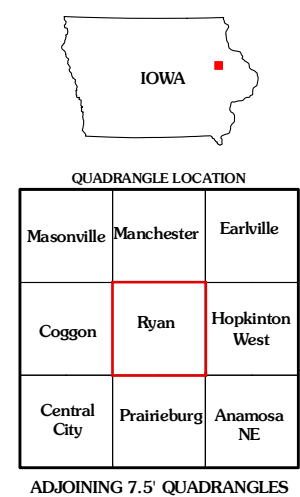 IOWA
QUADRANGLE LOCATION
Masonville Manchester Earlville
Coggon Ryan Hopkinton
West
Central
City Prairieburg Anamosa
NE
ADJOINING 7.5' QUADRANGLES